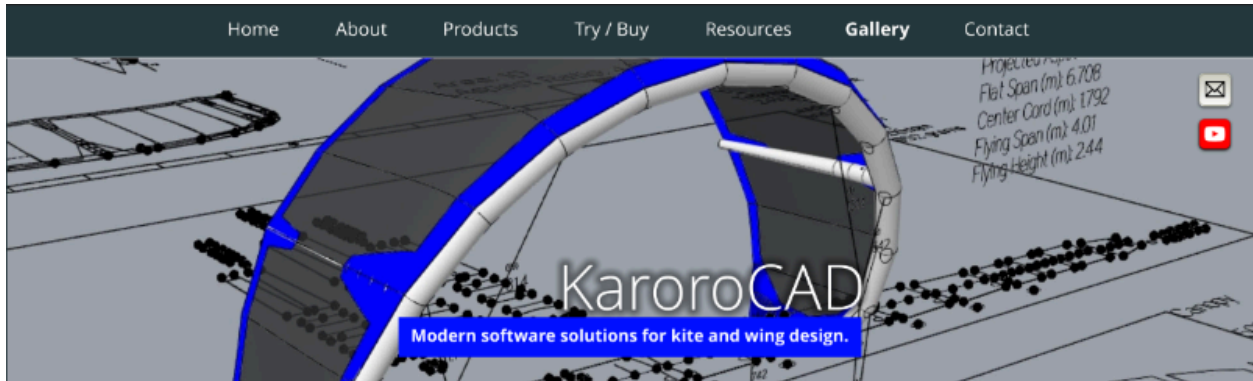 Home About Products Try / Buy Resources Gallery Contact
Flat Span (m): 6.708
Center Cord (m): 1.792
Flying Span (m): 4.01
Flying Height (m): 2.44
KaroroCAD
Modern software solutions for kite and wing design.
Canopy